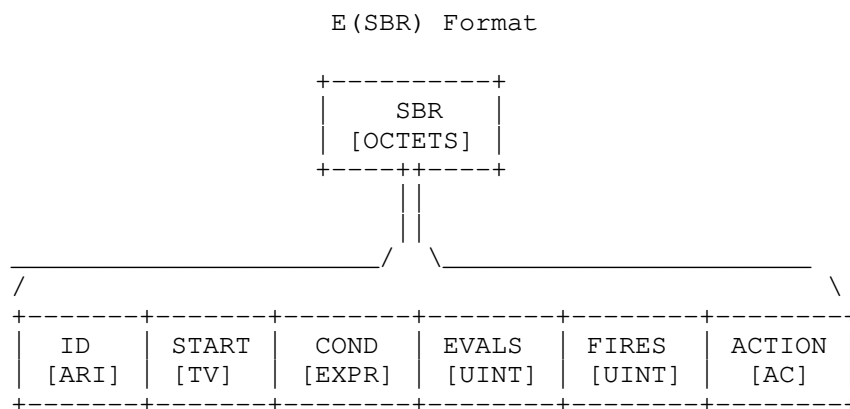 E(SBR) Format
SBR
[OCTETS]
ID START COND EVALS FIRES ACTION
[ARI] [TV] [EXPR] [UINT] [UINT] [AC]